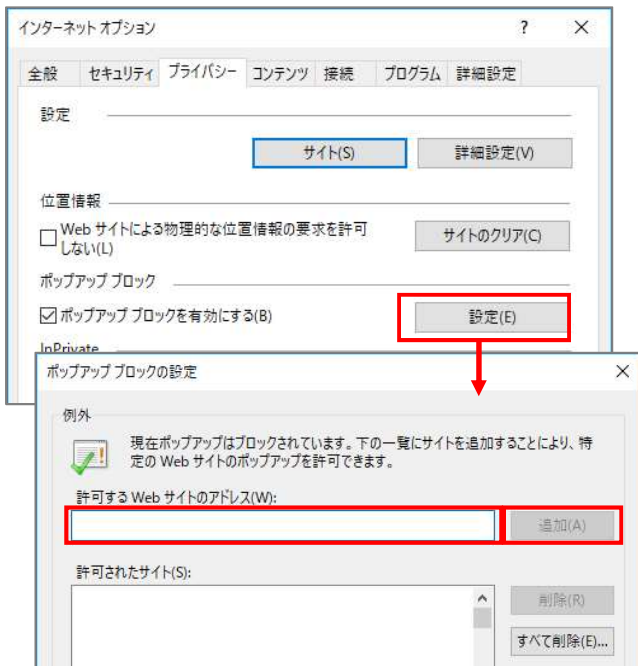 インターネット オプション ? ×
全般 セキュリティ プライバシー コンテンツ 接続 プログラム 詳細設定
設定
サイト(S) 詳細設定(V)
位置情報
Web サイトによる物理的な位置情報の要求を許可
しない(L)
サイトのクリア(C)
ポップアップ ブロック
ポップアップ ブロックを有効にする(B) 設定(E)
InPrivate
ポップアップ ブロックの設定 ×
例外
現在ポップアップはブロックされています。下の一覧にサイトを追加することにより、特
定の Web サイトのポップアップを許可できます。
許可する Web サイトのアドレス(W):
追加(A)
許可されたサイト(S):
削除(R)
すべて削除(E)...